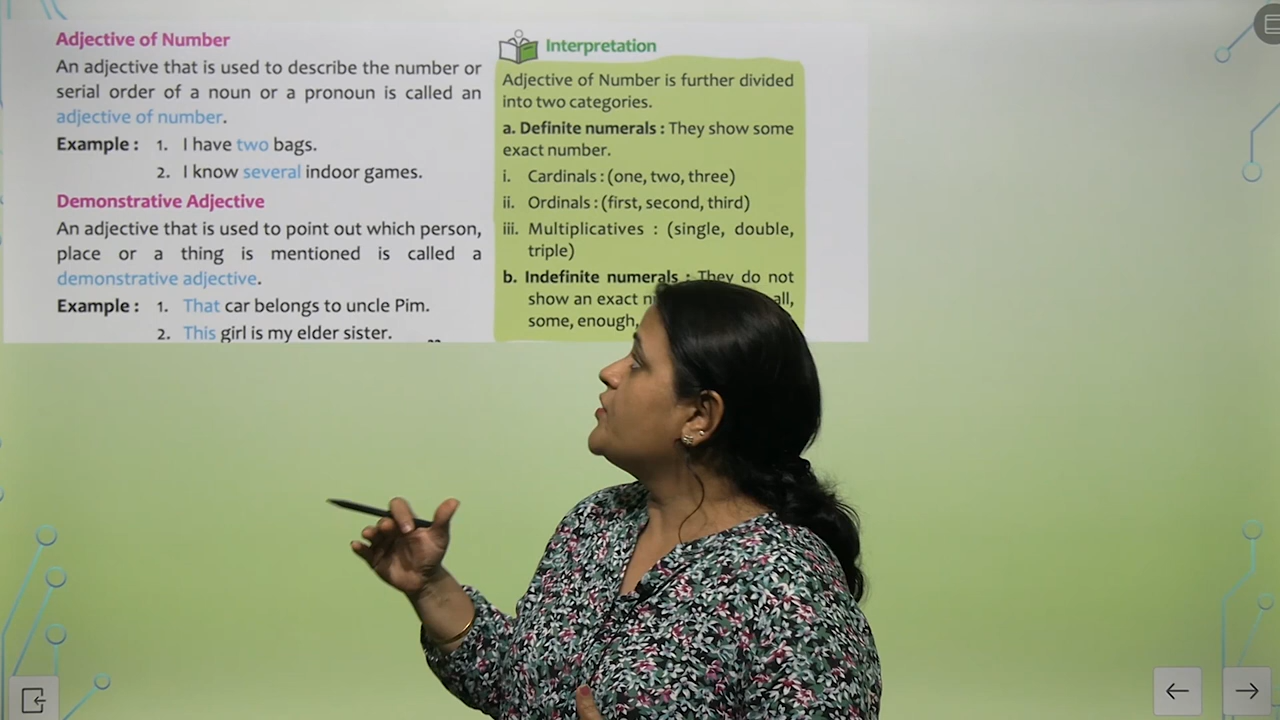 Adjective of Number
An adjective that is used to describe the number or
serial order of a noun or a pronoun is called an
adjective of number.
Example : 1. I have two bags.
2. I know several indoor games.
Demonstrative Adjective
An adjective that is used to point out which person,
place or a thing is mentioned is called a
demonstrative adjective.
Example : 1. That car belongs to uncle Pim.
2. This girl is my elder sister.
Interpretation
Adjective of Number is further divided
into two categories.
a. Definite numerals : They show some
exact number.
i. Cardinals : (one, two, three)
ii. Ordinals : (first, second, third)
iii. Multiplicatives : (single, double,
triple)
b. Indefinite numerals : They do not
show an exact all,
some, enough,